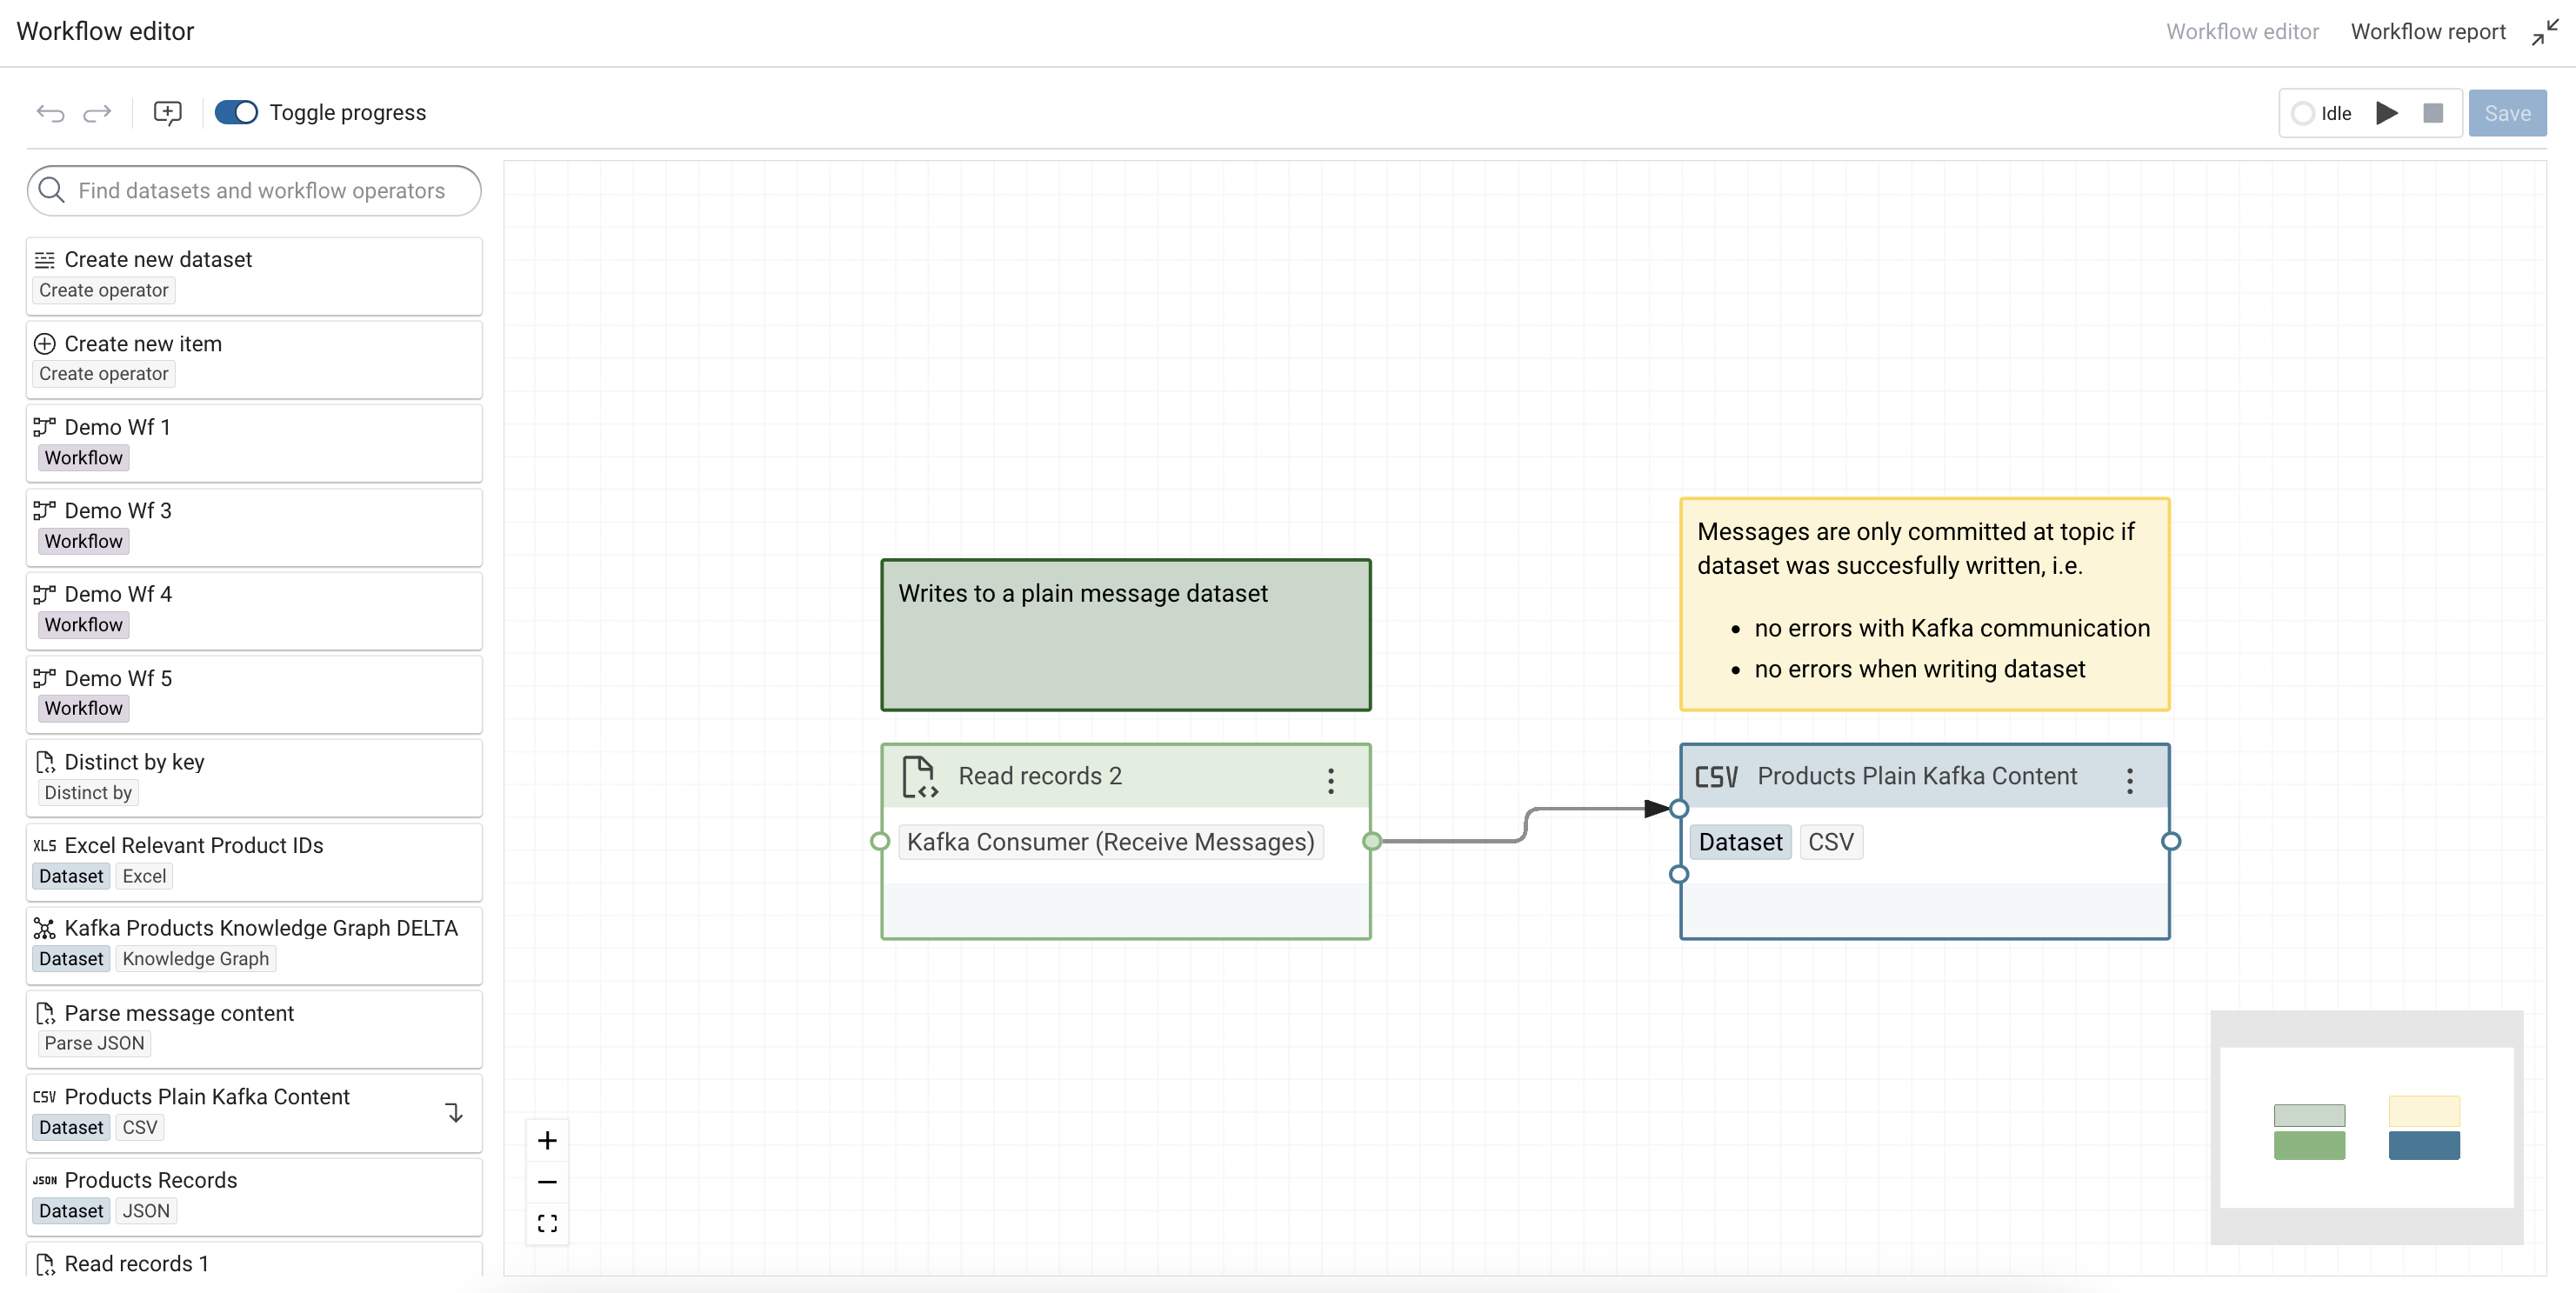 Workflow editor
Workflow editor
Workflow report
Toggle progress
Idle
Save
Find datasets and workflow operators
Create new dataset
Create operator
Create new item
Create operator
Demo Wf 1
Workflow
Demo Wf 3
Workflow
Demo Wf 4
Workflow
Demo Wf 5
Workflow
Distinct by key
Distinct by
XLS Excel Relevant Product IDs
Dataset Excel
Kafka Products Knowledge Graph DELTA
Dataset Knowledge Graph
Parse message content
Parse JSON
CSV Products Plain Kafka Content
Dataset CSV
JSON Products Records
Dataset JSON
Read records 1
Writes to a plain message dataset
Read records 2
Kafka Consumer (Receive Messages)
Messages are only committed at topic if
dataset was succesfully written, i.e.
• no errors with Kafka communication
• no errors when writing dataset
CSV Products Plain Kafka Content
Dataset CSV